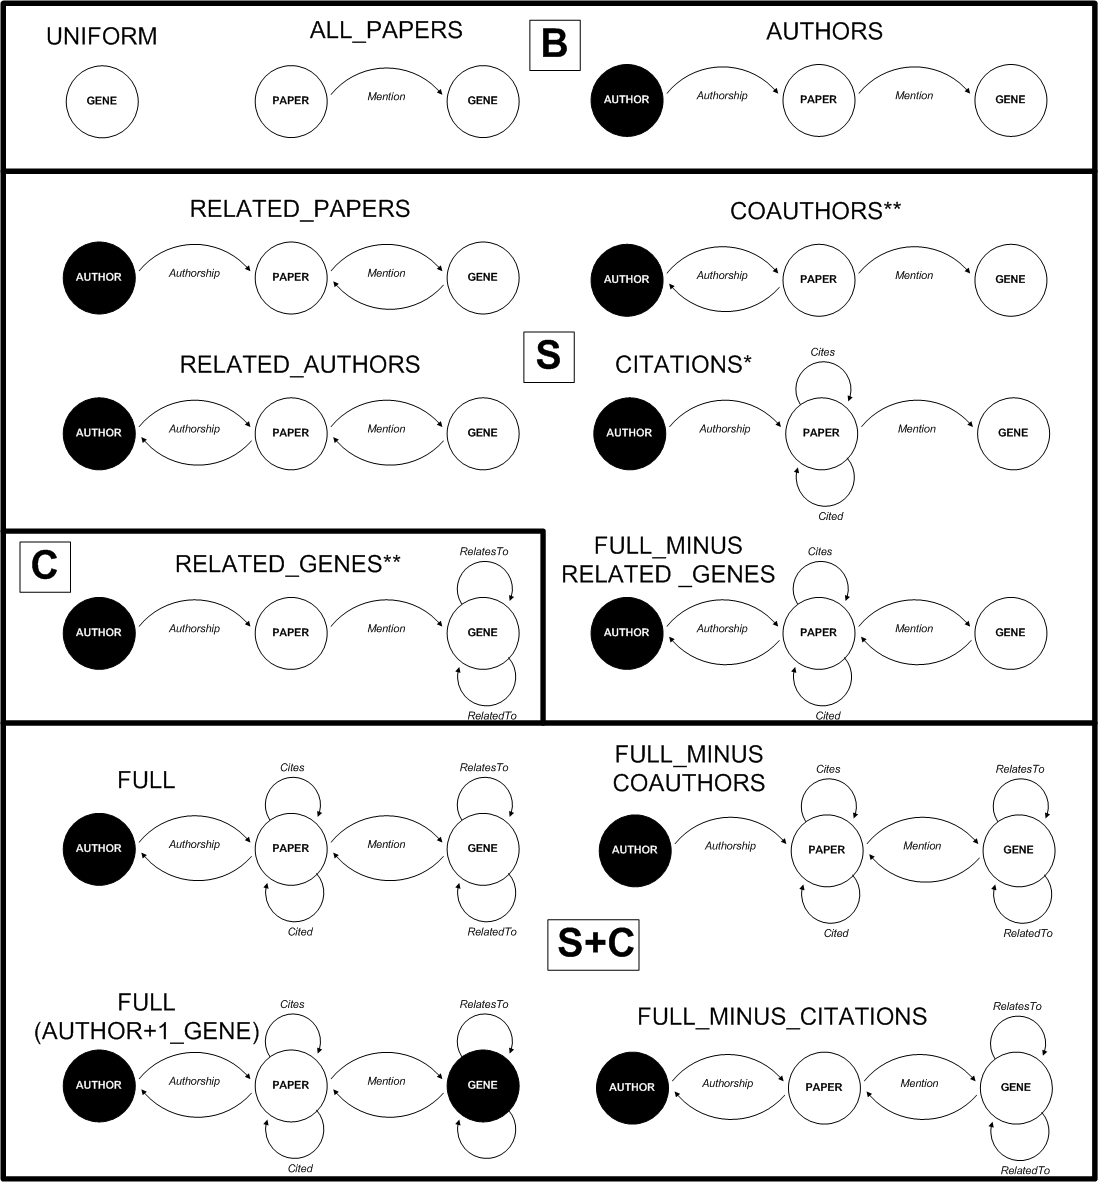 UNIFORM
ALL_PAPERS
B
AUTHORS
GENE
PAPER
Mention
GENE
AUTHOR
Authorship
PAPER
Mention
GENE
RELATED_PAPERS
COAUTHORS**
AUTHOR
Authorship
PAPER
Mention
GENE
AUTHOR
Authorship
PAPER
Mention
GENE
S
RELATED_AUTHORS
CITATIONS*
Cites
AUTHOR
Authorship
PAPER
Mention
GENE
AUTHOR
Authorship
PAPER
Mention
GENE
Cited
C
RELATED_GENES**
RelatesTo
AUTHOR
Authorship
PAPER
Mention
GENE
RelatedTo
FULL_MINUS
RELATED _GENES
Cites
AUTHOR
Authorship
PAPER
Mention
GENE
Cited
FULL
Cites
RelatesTo
AUTHOR
Authorship
PAPER
Mention
GENE
Cited
RelatedTo
FULL_MINUS
COAUTHORS
Cites
RelatesTo
AUTHOR
Authorship
PAPER
Mention
GENE
Cited
RelatedTo
S+C
FULL
(AUTHOR+1_GENE)
Cites
RelatesTo
AUTHOR
Authorship
PAPER
Mention
GENE
Cited
FULL_MINUS_CITATIONS
RelatesTo
AUTHOR
Authorship
PAPER
Mention
GENE
RelatedTo